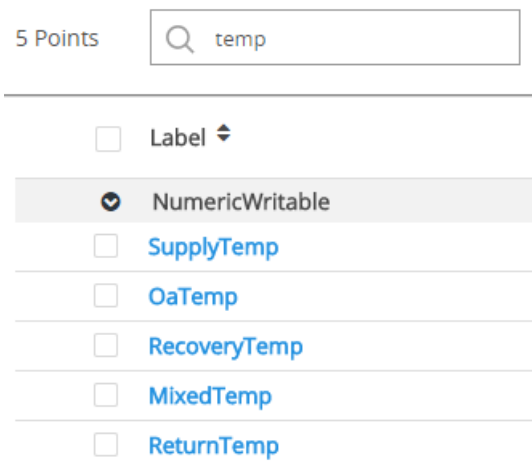 5 Points temp
Label
NumericWritable
SupplyTemp
OaTemp
RecoveryTemp
MixedTemp
ReturnTemp